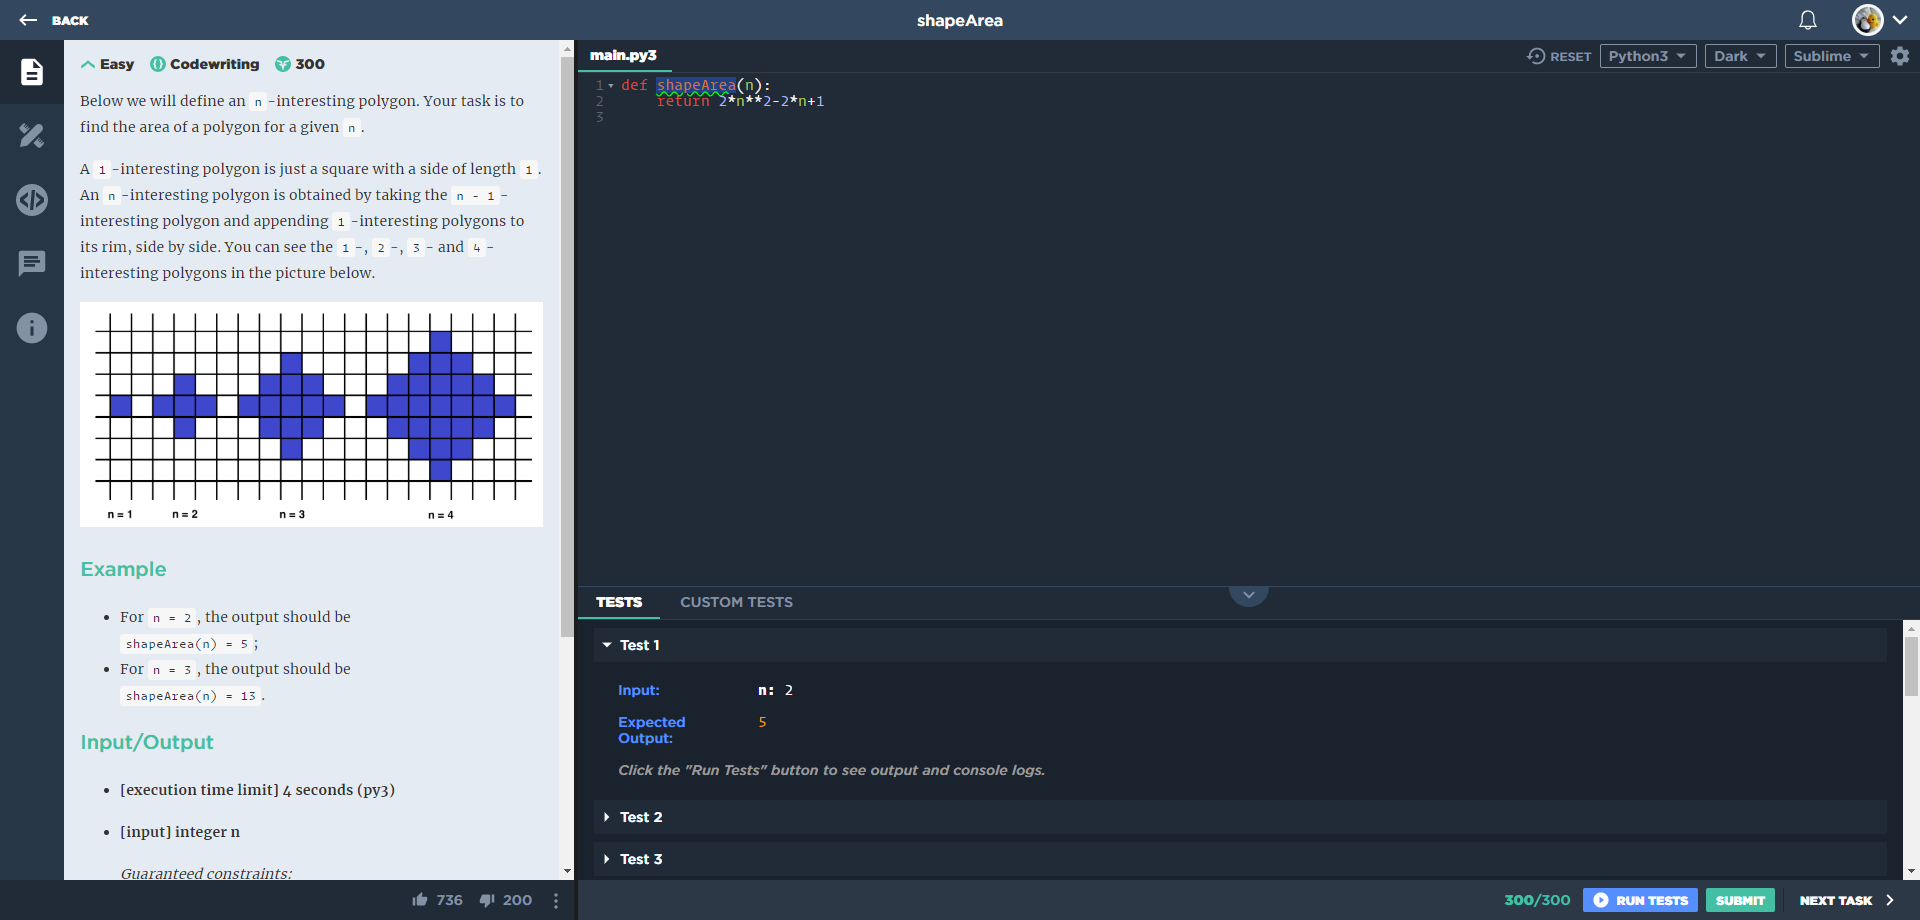 BACK
shapeArea
Easy Codewriting 300
Below we will define an n -interesting polygon. Your task is to
find the area of a polygon for a given n .
A 1 -interesting polygon is just a square with a side of length 1 .
An n -interesting polygon is obtained by taking the n - 1 -
interesting polygon and appending 1 -interesting polygons to
its rim, side by side. You can see the 1 -, 2 -, 3 - and 4 -
interesting polygons in the picture below.
n = 1 n = 2 n = 3 n = 4
Example
• For n = 2 , the output should be
shapeArea(n) = 5 ;
• For n = 3 , the output should be
shapeArea(n) = 13 .
Input/Output
• [execution time limit] 4 seconds (py3)
• [input] integer n
Guaranteed constraints:
736 200
main.py3
RESET Python3 Dark Sublime
1 def shapeArea(n):
2 return 2*n**2-2*n+1
3
TESTS CUSTOM TESTS
Test 1
Input: n: 2
Expected 5
Output:
Click the "Run Tests" button to see output and console logs.
Test 2
Test 3
300/300 RUN TESTS SUBMIT NEXT TASK